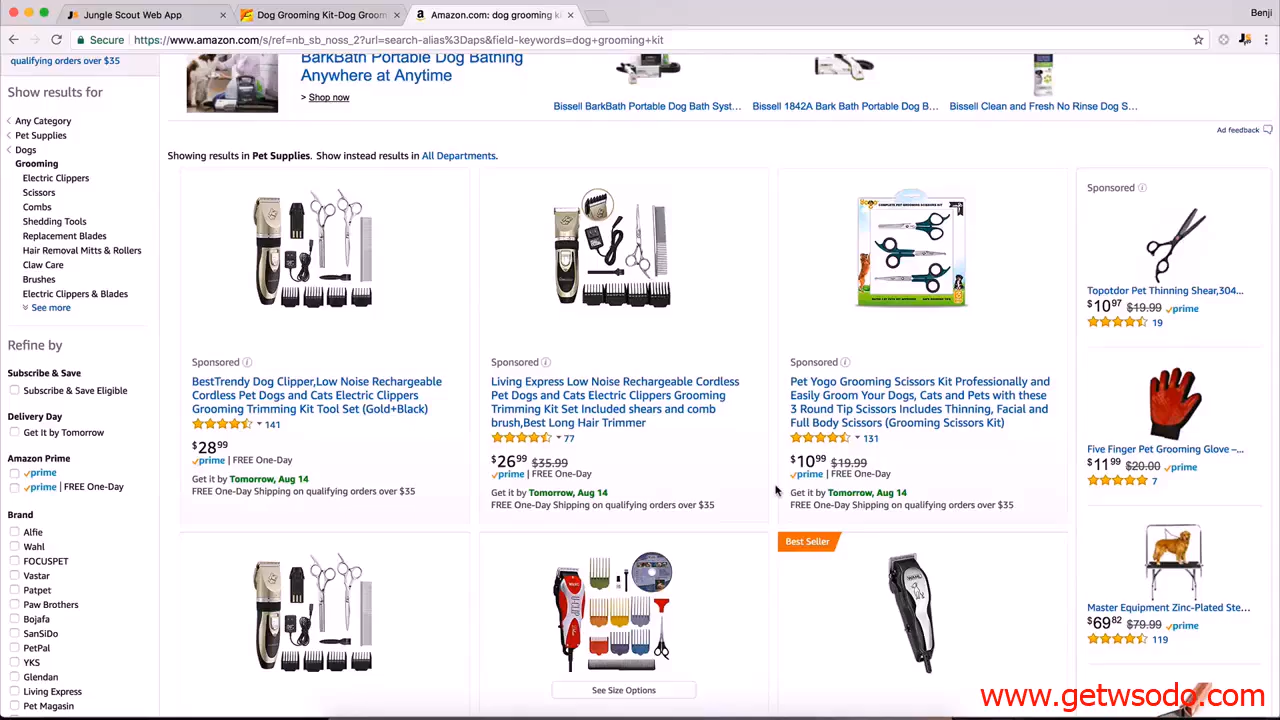 Jungle Scout Web App
Dog Grooming Kit-Dog Groom
Amazon.com: dog grooming ki
Benji
Secure
https://www.amazon.com/s/ref=nb_sb_noss_2?url=search-alias%3Daps&field-keywords=dog+grooming+kit
qualifying orders over $35
BarkBath Portable Dog Bathing
Anywhere at Anytime
> Shop now
Bissell BarkBath Portable Dog Bath Syst...
Bissell 1842A Bark Bath Portable Dog B...
Bissell Clean and Fresh No Rinse Dog S...
Ad feedback
Show results for
Any Category
Pet Supplies
Dogs
Grooming
Electric Clippers
Scissors
Combs
Shedding Tools
Replacement Blades
Hair Removal Mitts & Rollers
Claw Care
Brushes
Electric Clippers & Blades
See more
Refine by
Subscribe & Save
Subscribe & Save Eligible
Delivery Day
Get It by Tomorrow
Amazon Prime
prime
prime | FREE One-Day
Brand
Alfie
Wahl
FOCUSPET
Vastar
Patpet
Paw Brothers
Bojafa
SanSiDo
PetPal
YKS
Glendan
Living Express
Pet Magasin
Showing results in Pet Supplies. Show instead results in All Departments.
Sponsored
BestTrendy Dog Clipper,Low Noise Rechargeable
Cordless Pet Dogs and Cats Electric Clippers
Grooming Trimming Kit Tool Set (Gold+Black)
141
$28 99
prime | FREE One-Day
Get it by Tomorrow, Aug 14
FREE One-Day Shipping on qualifying orders over $35
Sponsored
Living Express Low Noise Rechargeable Cordless
Pet Dogs and Cats Electric Clippers Grooming
Trimming Kit Set Included shears and comb
brush,Best Long Hair Trimmer
77
$26 99 $35.99
prime | FREE One-Day
Get it by Tomorrow, Aug 14
FREE One-Day Shipping on qualifying orders over $35
Sponsored
Pet Yogo Grooming Scissors Kit Professionally and
Easily Groom Your Dogs, Cats and Pets with these
3 Round Tip Scissors Includes Thinning, Facial and
Full Body Scissors (Grooming Scissors Kit)
131
$10 99 $19.99
prime | FREE One-Day
Get it by Tomorrow, Aug 14
FREE One-Day Shipping on qualifying orders over $35
See Size Options
Best Seller
Sponsored
Topotdor Pet Thinning Shear,304...
$10 97 $19.99 prime
19
Five Finger Pet Grooming Glove –...
$11 99 $20.00 prime
7
Master Equipment Zinc-Plated Ste...
$69 82 $79.99 prime
119
www.getwsodo.com